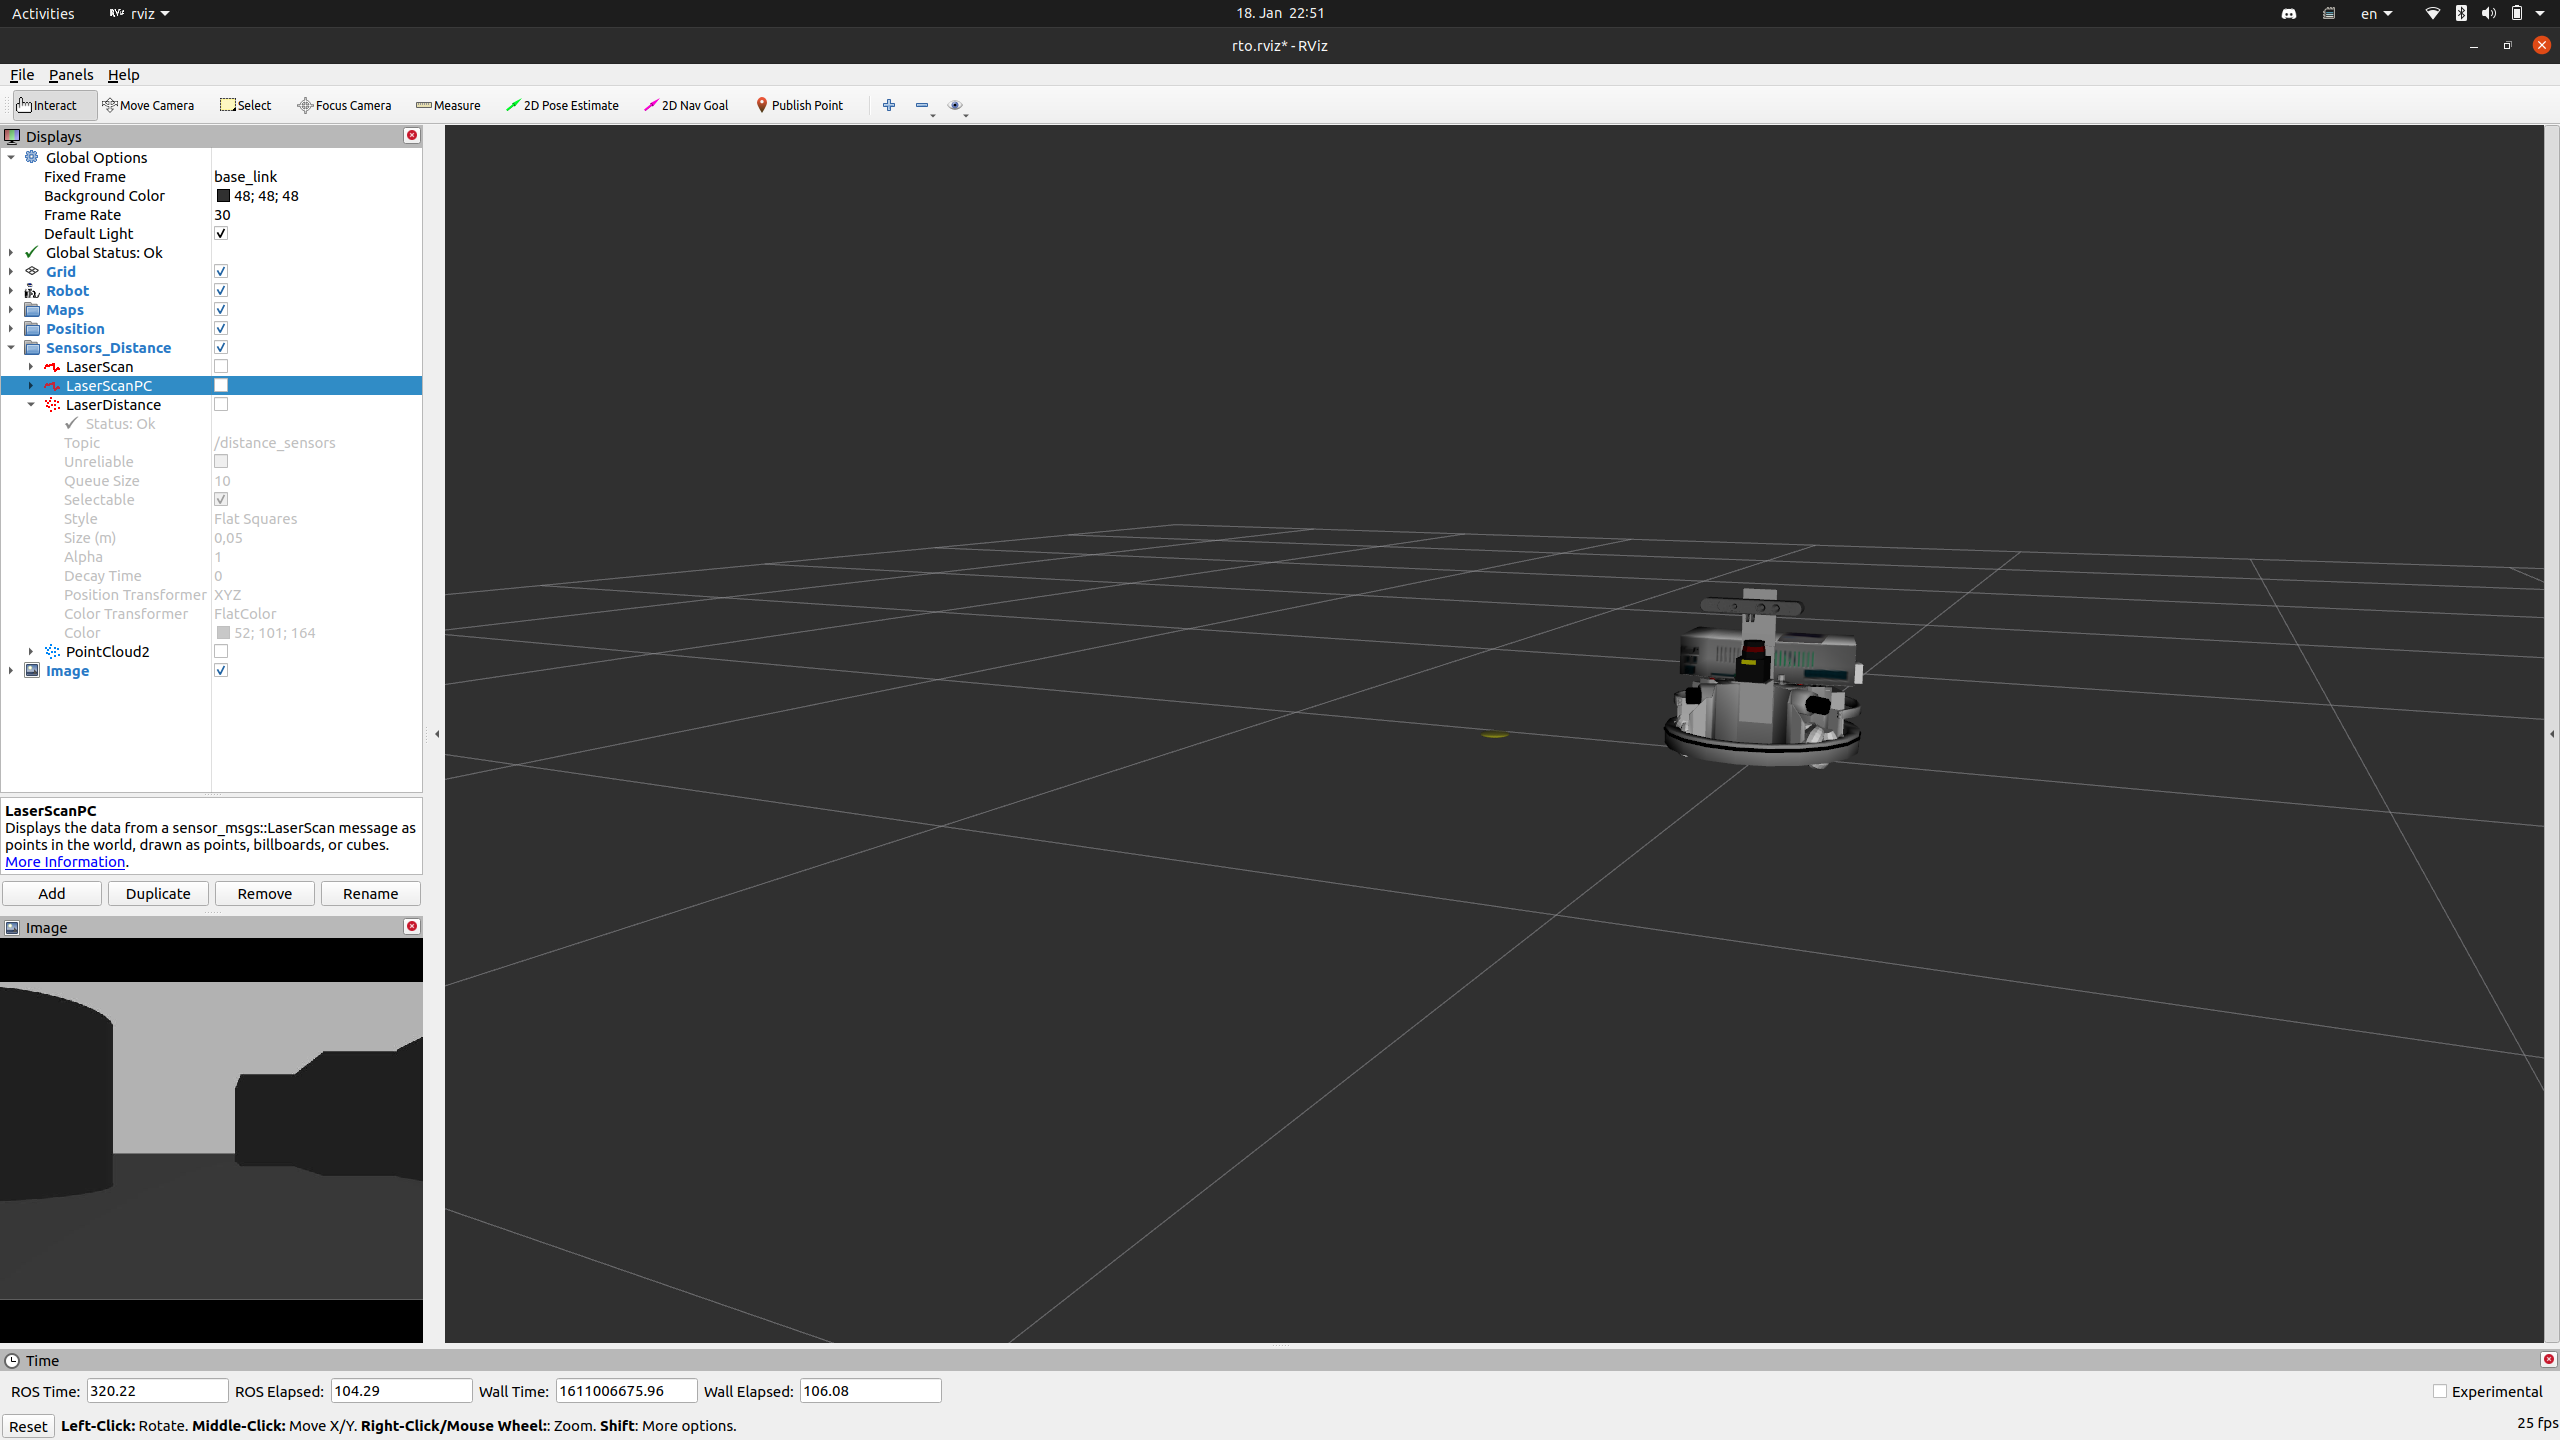 Activities rviz 18. Jan 22:51 en
rto.rviz* - RViz
File Panels Help
Interact Move Camera Select Focus Camera Measure 2D Pose Estimate 2D Nav Goal Publish Point
Displays
Global Options
Fixed Frame base_link
Background Color 48; 48; 48
Frame Rate 30
Default Light
Global Status: Ok
Grid
Robot
Maps
Position
Sensors_Distance
LaserScan
LaserScanPC
LaserDistance
Status: Ok
Topic /distance_sensors
Unreliable
Queue Size 10
Selectable
Style Flat Squares
Size (m) 0,05
Alpha 1
Decay Time 0
Position Transformer XYZ
Color Transformer FlatColor
Color 52; 101; 164
PointCloud2
Image
LaserScanPC
Displays the data from a sensor_msgs::LaserScan message as
points in the world, drawn as points, billboards, or cubes.
More Information.
Add Duplicate Remove Rename
Image
Time
ROS Time: 320.22 ROS Elapsed: 104.29 Wall Time: 1611006675.96 Wall Elapsed: 106.08 Experimental
Reset Left-Click: Rotate. Middle-Click: Move X/Y. Right-Click/Mouse Wheel:: Zoom. Shift: More options. 25 fps